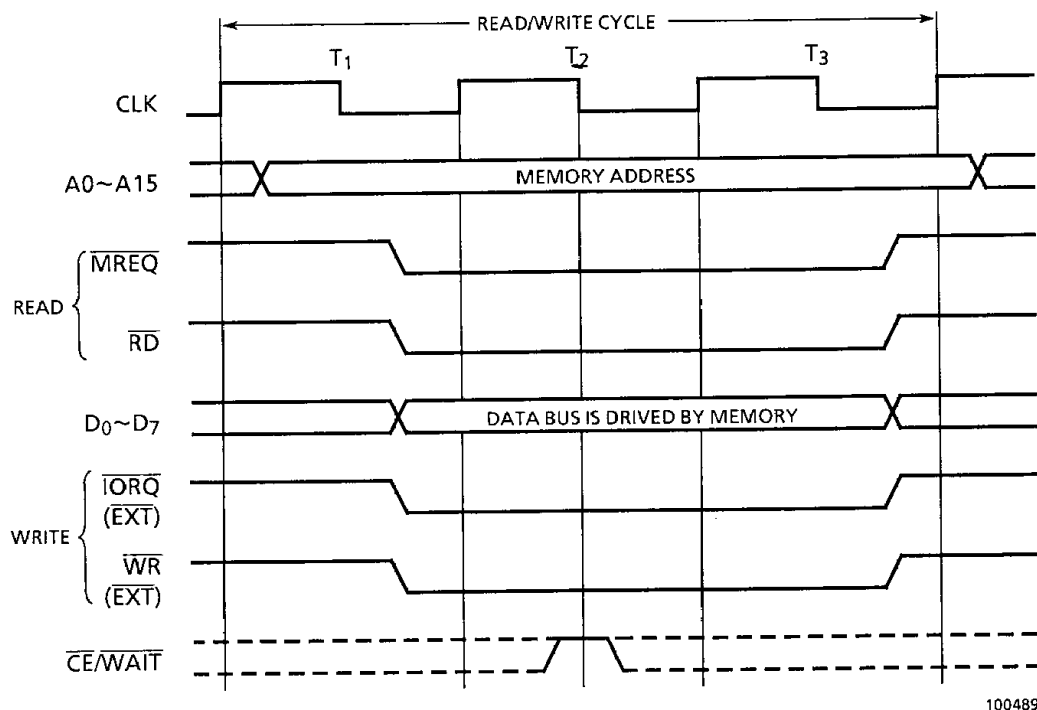 READ/WRITE CYCLE
T1 T2 T3
CLK
A0~A15 MEMORY ADDRESS
MREQ
READ
RD
D0~D7 DATA BUS IS DRIVED BY MEMORY
IORQ
(EXT)
WRITE
WR
(EXT)
CE/WAIT
100489